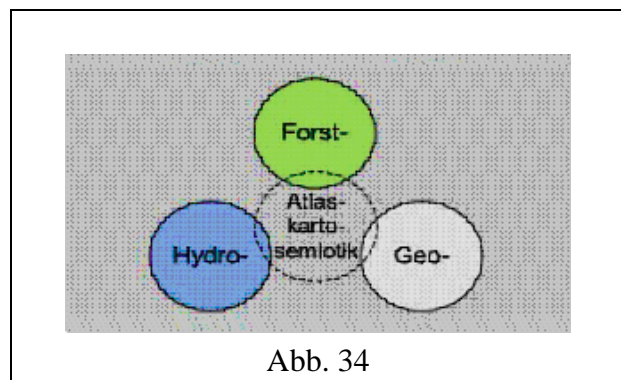 Forst-
Atlas-
karto-
semiotik
Hydro-
Geo-
Abb. 34